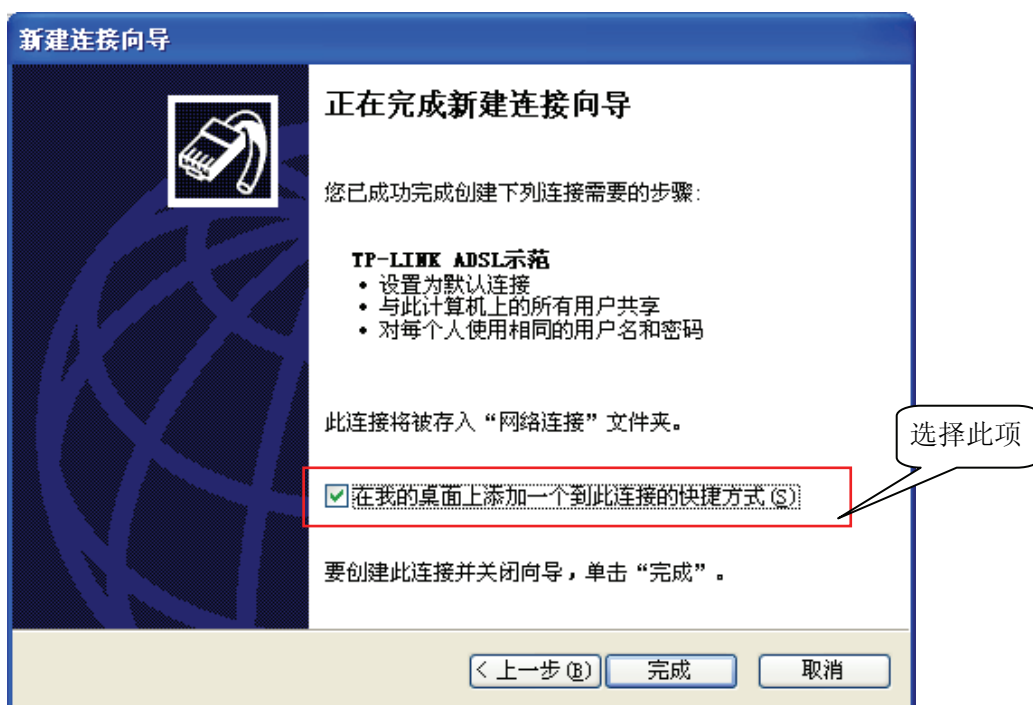 新建连接向导
正在完成新建连接向导
您已成功完成创建下列连接需要的步骤:
TP-LINK ADSL示范
• 设置为默认连接
• 与此计算机上的所有用户共享
• 对每个人使用相同的用户名和密码
此连接将被存入“网络连接”文件夹。
选择此项
在我的桌面上添加一个到此连接的快捷方式(S)
要创建此连接并关闭向导，单击“完成”。
< 上一步(B)
完成
取消